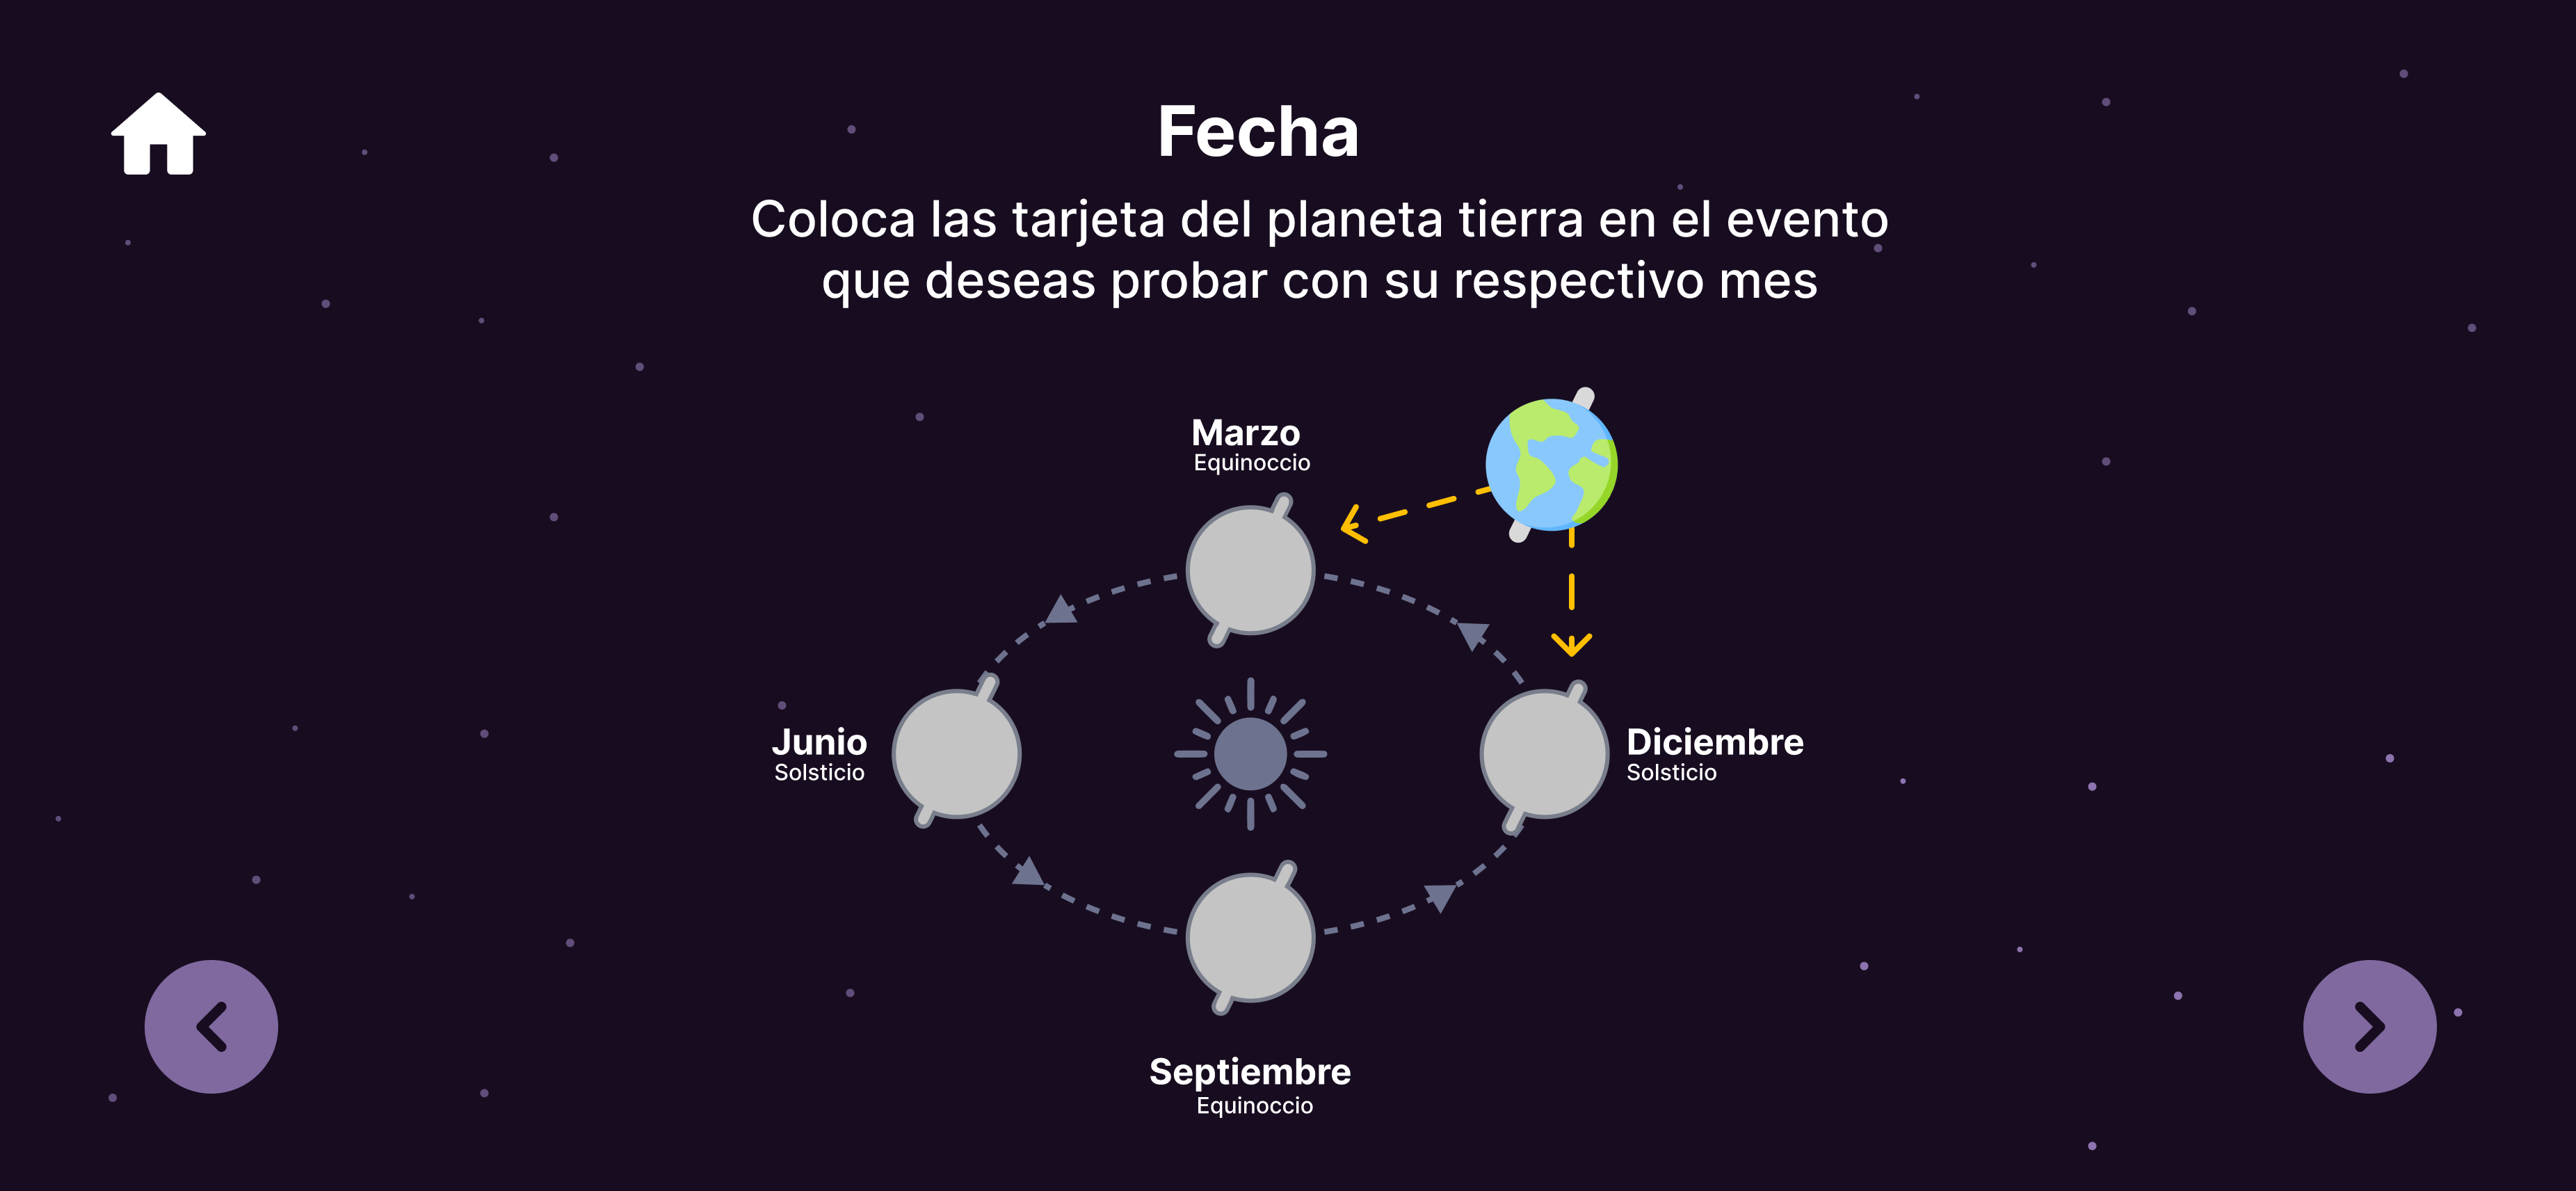 Fecha
Coloca las tarjeta del planeta tierra en el evento
que deseas probar con su respectivo mes
Marzo
Equinoccio
Junio
Solsticio
Diciembre
Solsticio
Septiembre
Equinoccio